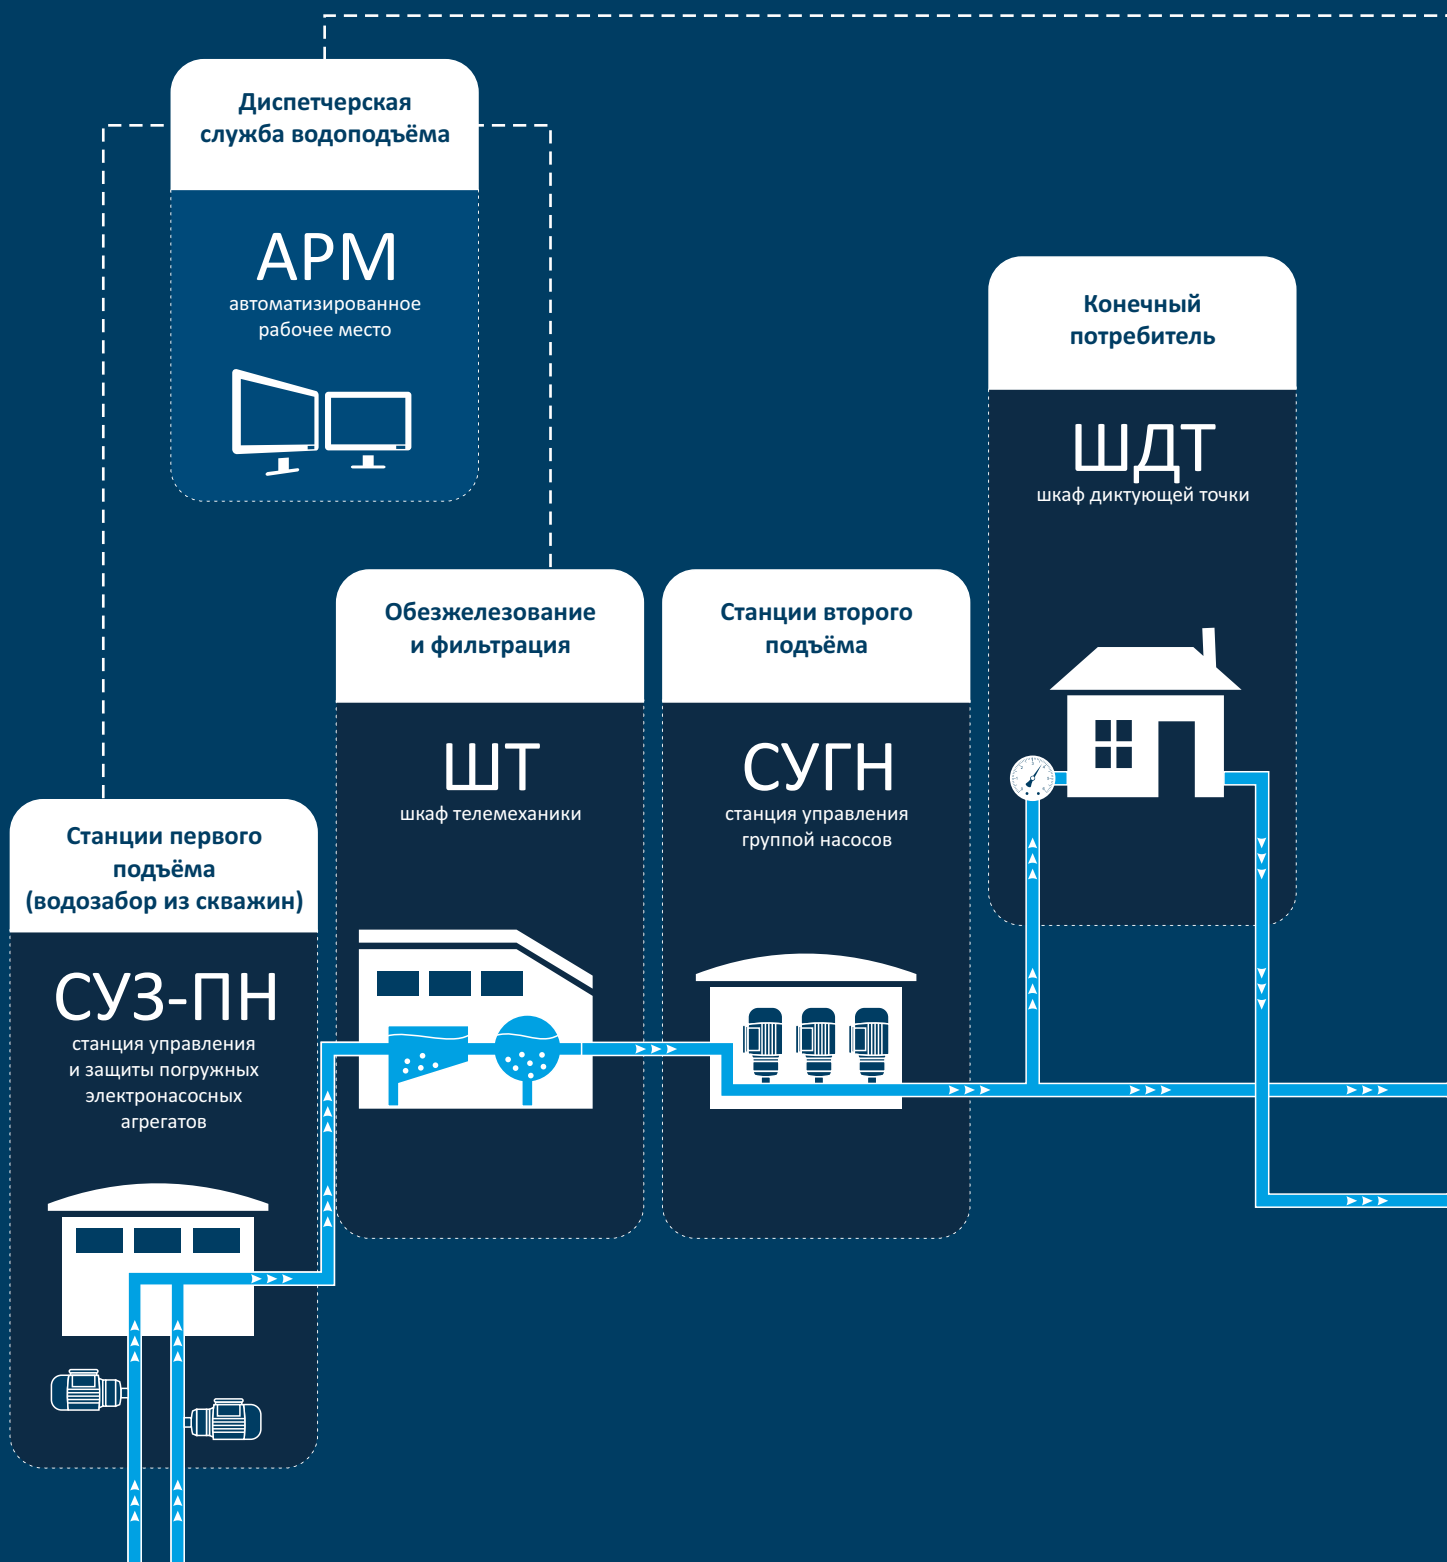 Диспетчерская
служба водоподъёма
АРМ
автоматизированное
рабочее место
Конечный
потребитель
ШДТ
шкаф диктующей точки
Обезжелезование
и фильтрация
ШТ
шкаф телемеханики
Станции второго
подъёма
СУГН
станция управления
группой насосов
Станции первого
подъёма
(водозабор из скважин)
СУЗ-ПН
станция управления
и защиты погружных
электронасосных
агрегатов